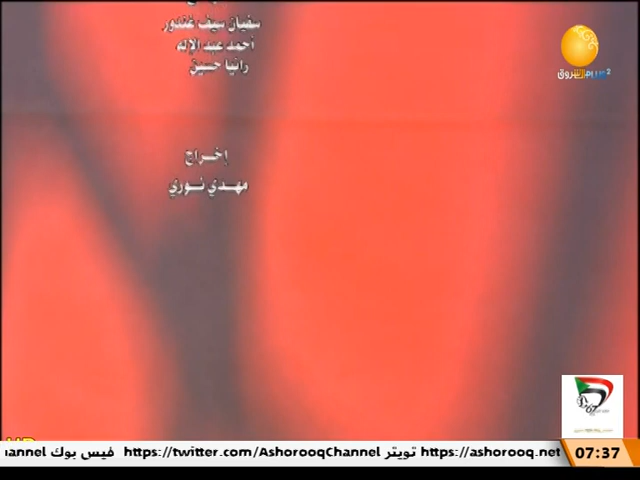 سفيان سيف غندور
أحمد عبد الإله
رانيا حسين
إخراج
مهدي نوري
الشروق
https://ashorooq.net تويتر https://twitter.com/AshorooqChannel فيس بوك
07:37